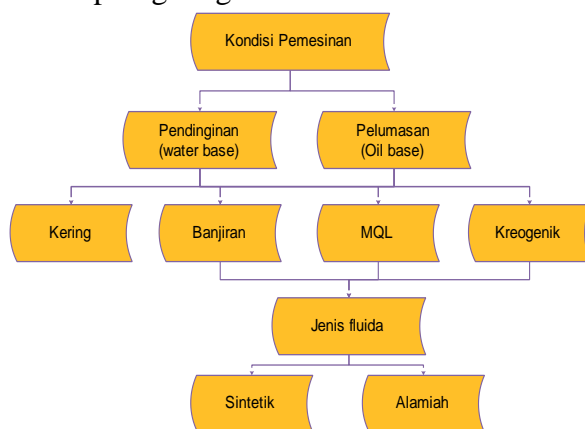 Kondisi Pemesinan
Pendinginan
(water base)
Pelumasan
(Oil base)
Kering
Banjiran
MQL
Kreogenik
Jenis fluida
Sintetik
Alamiah